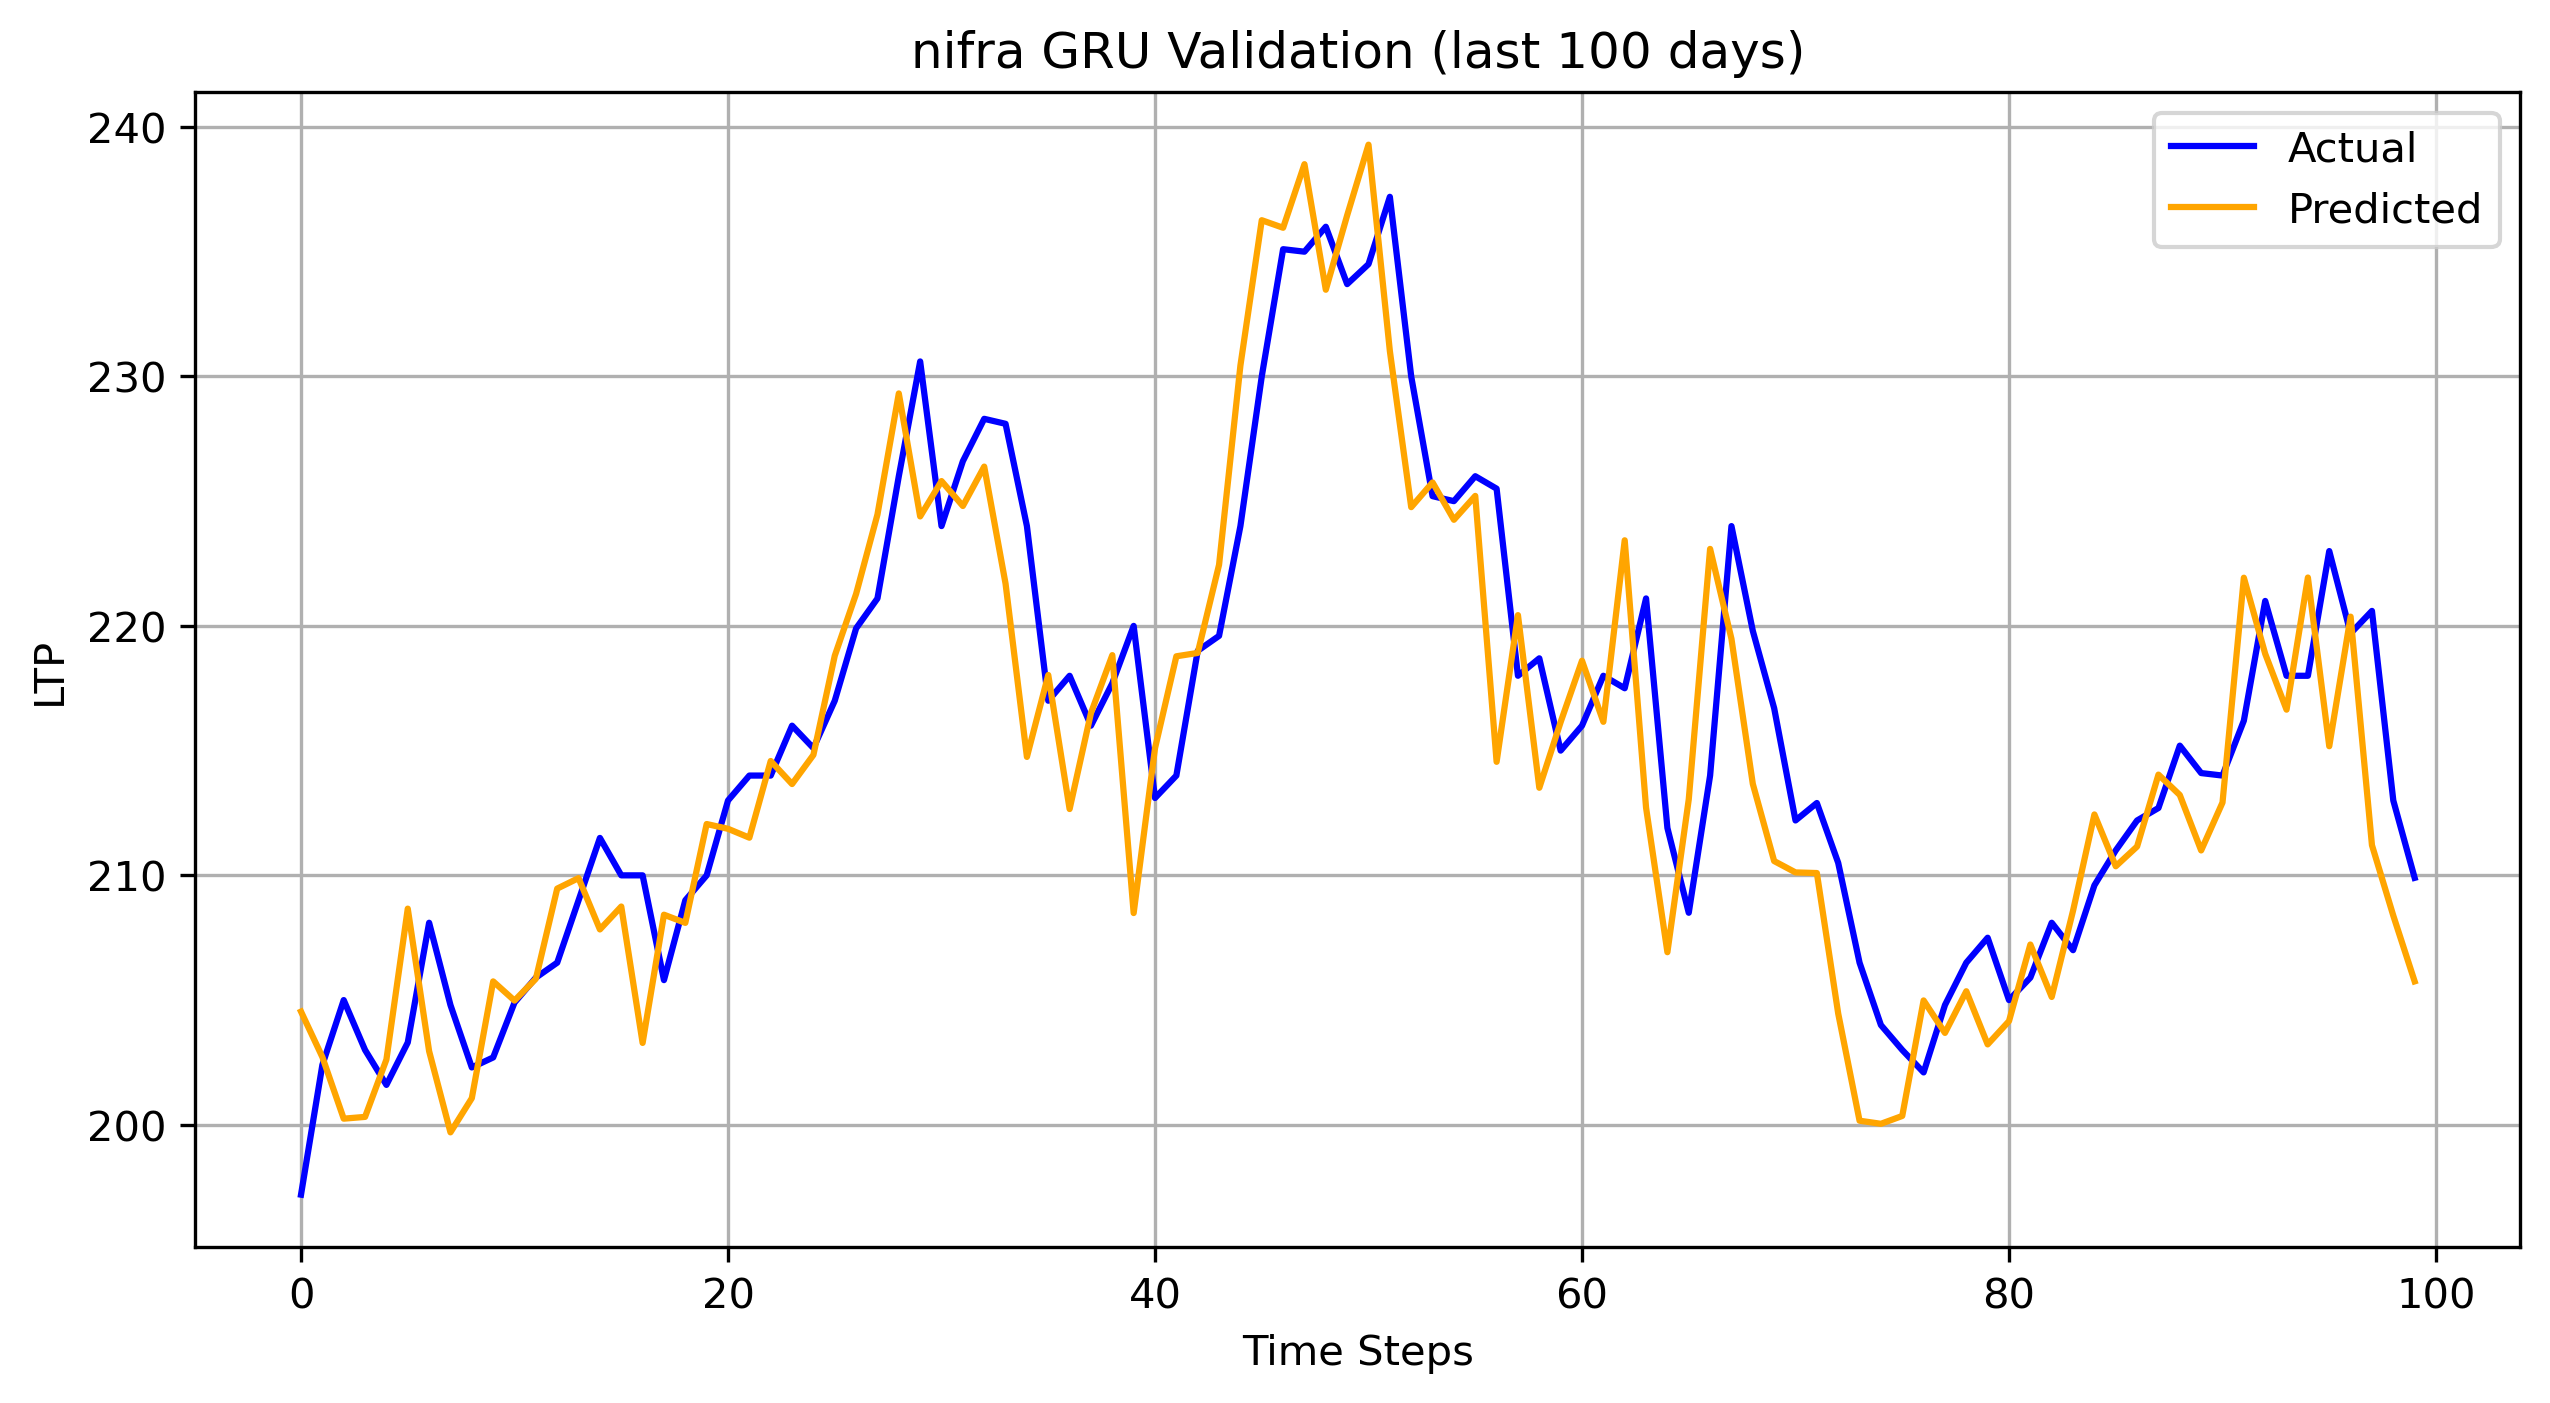 nifra GRU Validation (last 100 days)
Actual
Predicted
240
230
220
210
200
LTP
0 20 40 60 80 100
Time Steps